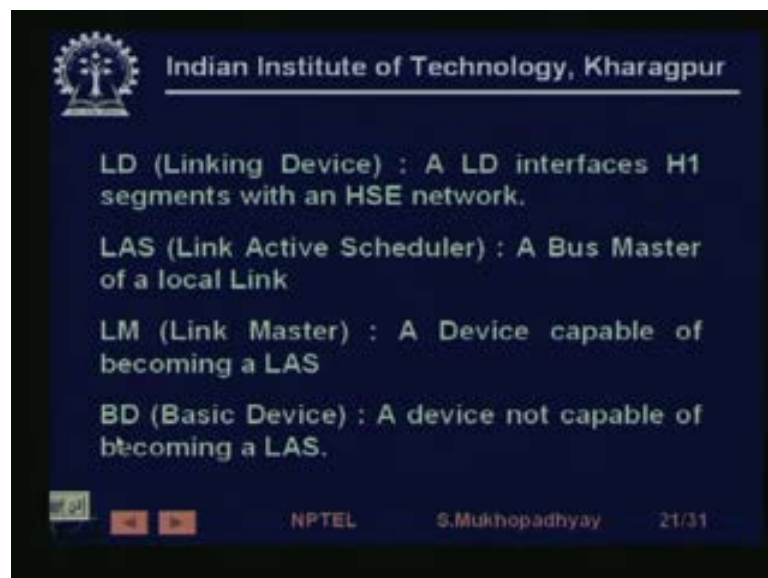 Indian Institute of Technology, Kharagpur
LD (Linking Device) : A LD interfaces H1
segments with an HSE network.
LAS (Link Active Scheduler) : A Bus Master
of a local Link
LM (Link Master) : A Device capable of
becoming a LAS
BD (Basic Device) : A device not capable of
becoming a LAS.
NPTEL S.Mukhopadhyay 21/31